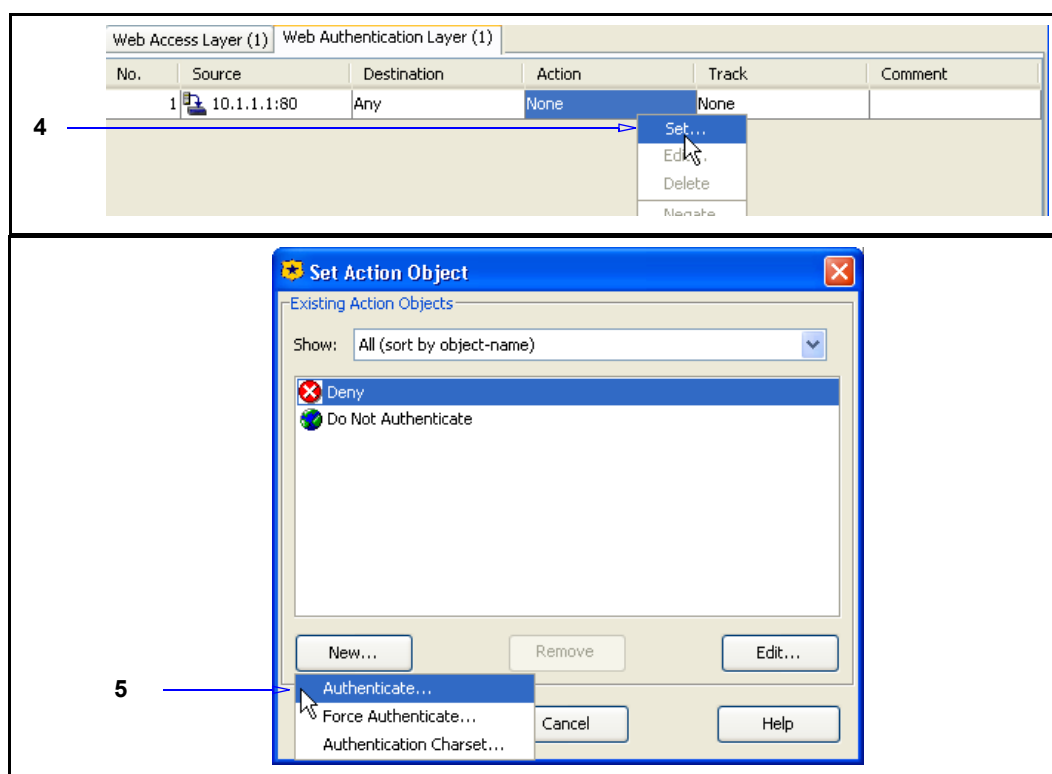 Web Access Layer (1) Web Authentication Layer (1)
No. Source Destination Action Track Comment
1 10.1.1.1:80 Any None None
4 Set...
Edit...
Delete
Negate
Set Action Object
Existing Action Objects
Show: All (sort by object-name)
Deny
Do Not Authenticate
New... Remove Edit...
5 Authenticate...
Force Authenticate... Cancel Help
Authentication Charset...